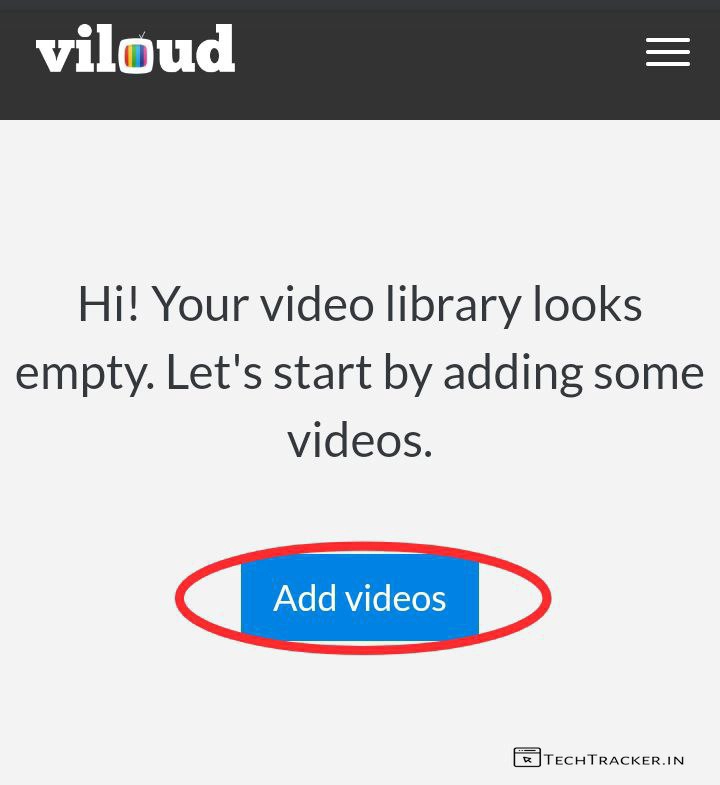 viloud
Hi! Your video library looks
empty. Let's start by adding some
videos.
Add videos
TECHTRACKER.IN